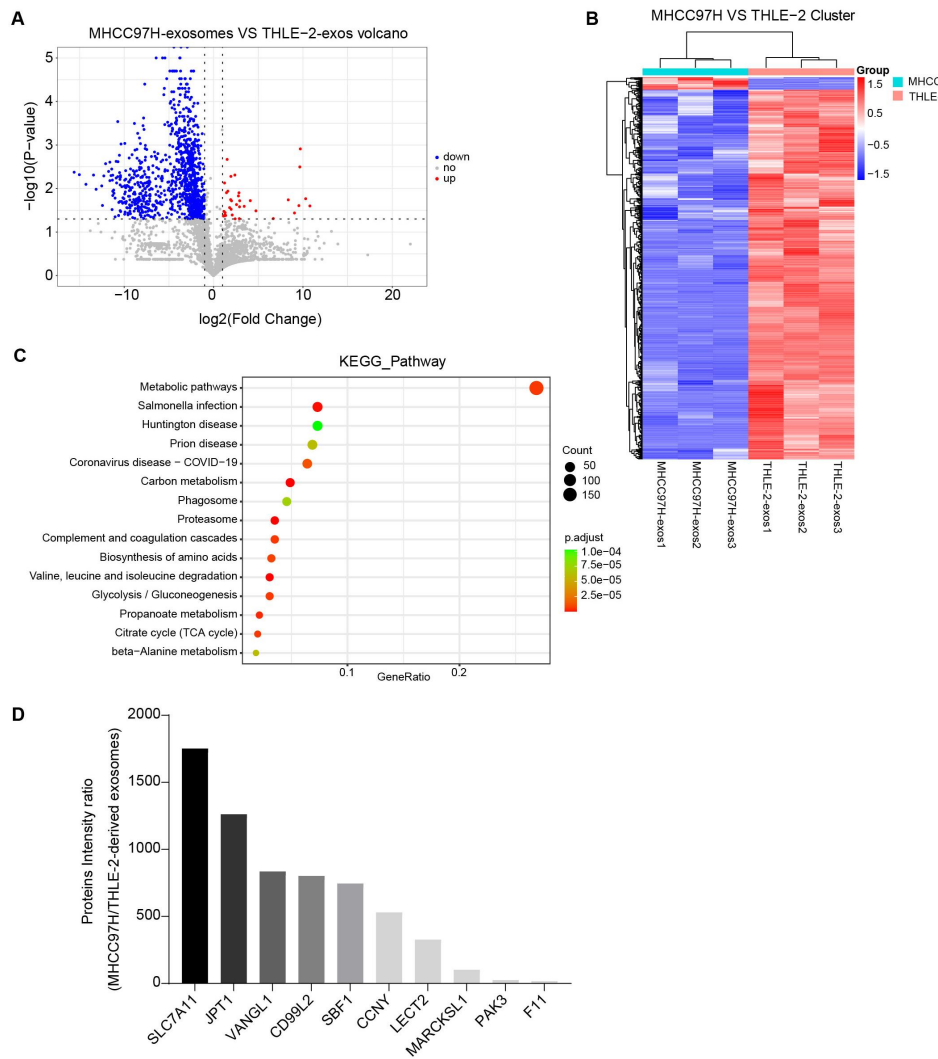 A
MHCC97H-exosomes VS THLE−2-exos volcano
5
4
3
2
1
0
−log10(P−value)
−10
0
10
20
log2(Fold Change)
down
no
up
B
MHCC97H VS THLE−2 Cluster
Group
MHCC
THLE
1.5
0.5
−0.5
−1.5
MHCC97H-exos1
MHCC97H-exos2
MHCC97H-exos3
THLE-2-exos1
THLE-2-exos2
THLE-2-exos3
C
KEGG_Pathway
Metabolic pathways
Salmonella infection
Huntington disease
Prion disease
Coronavirus disease − COVID−19
Carbon metabolism
Phagosome
Proteasome
Complement and coagulation cascades
Biosynthesis of amino acids
Valine, leucine and isoleucine degradation
Glycolysis / Gluconeogenesis
Propanoate metabolism
Citrate cycle (TCA cycle)
beta−Alanine metabolism
0.1
0.2
GeneRatio
Count
50
100
150
p.adjust
1.0e−04
7.5e−05
5.0e−05
2.5e−05
D
Proteins Intensity ratio
(MHCC97H/THLE-2-derived exosomes)
2000
1500
1000
500
0
SLC7A11
JPT1
VANGL1
CD99L2
SBF1
CCNY
LECT2
MARCKSL1
PAK3
F11